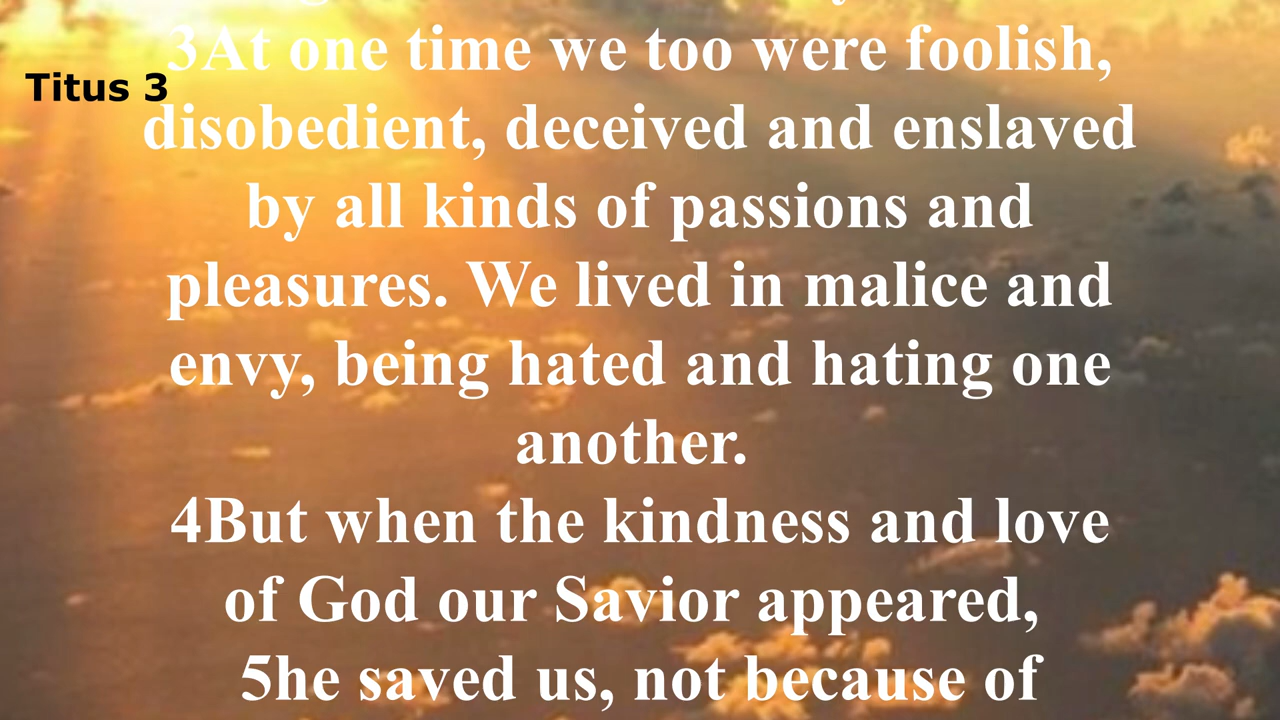 3At one time we too were foolish,
Titus 3
disobedient, deceived and enslaved
by all kinds of passions and
pleasures. We lived in malice and
envy, being hated and hating one
another.
4But when the kindness and love
of God our Savior appeared,
5he saved us, not because of